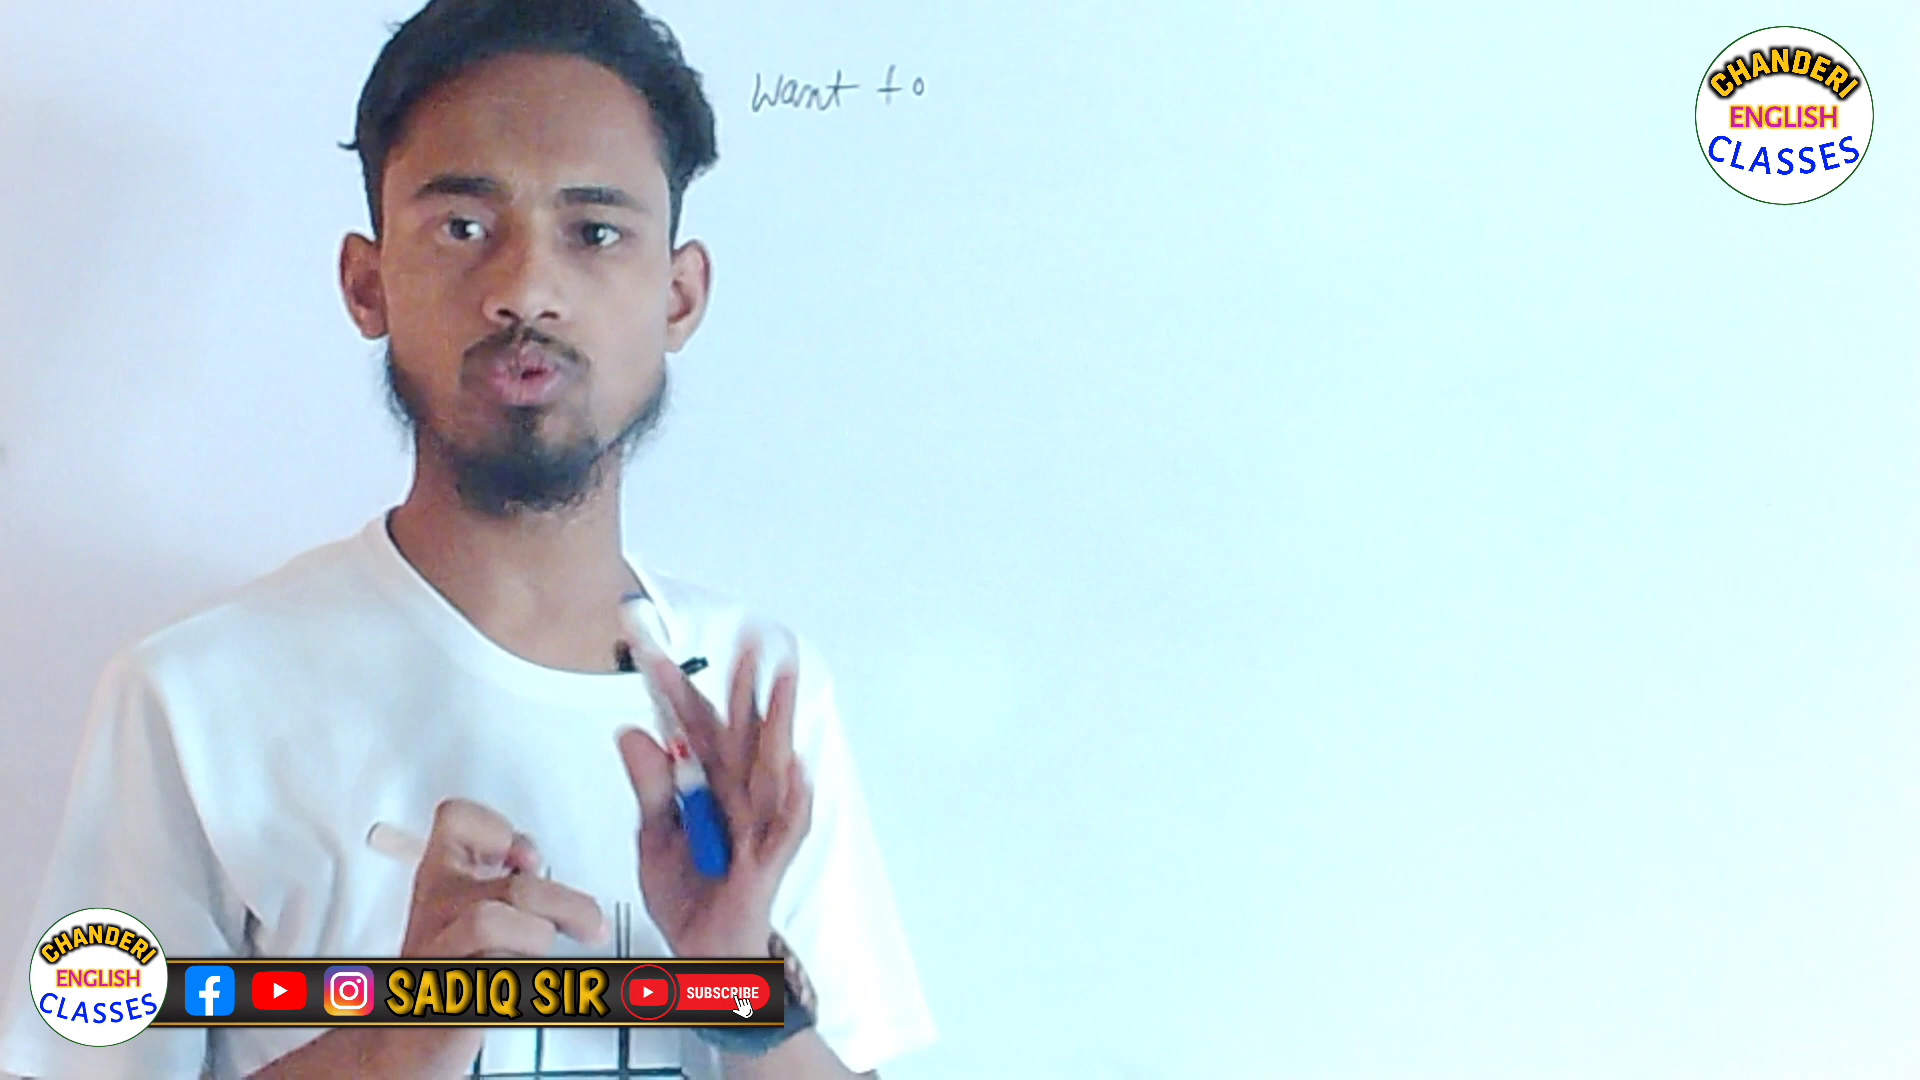 want to
CHANDERI
ENGLISH
CLASSES
CHANDERI
ENGLISH
CLASSES
SADIQ SIR
SUBSCRIBE